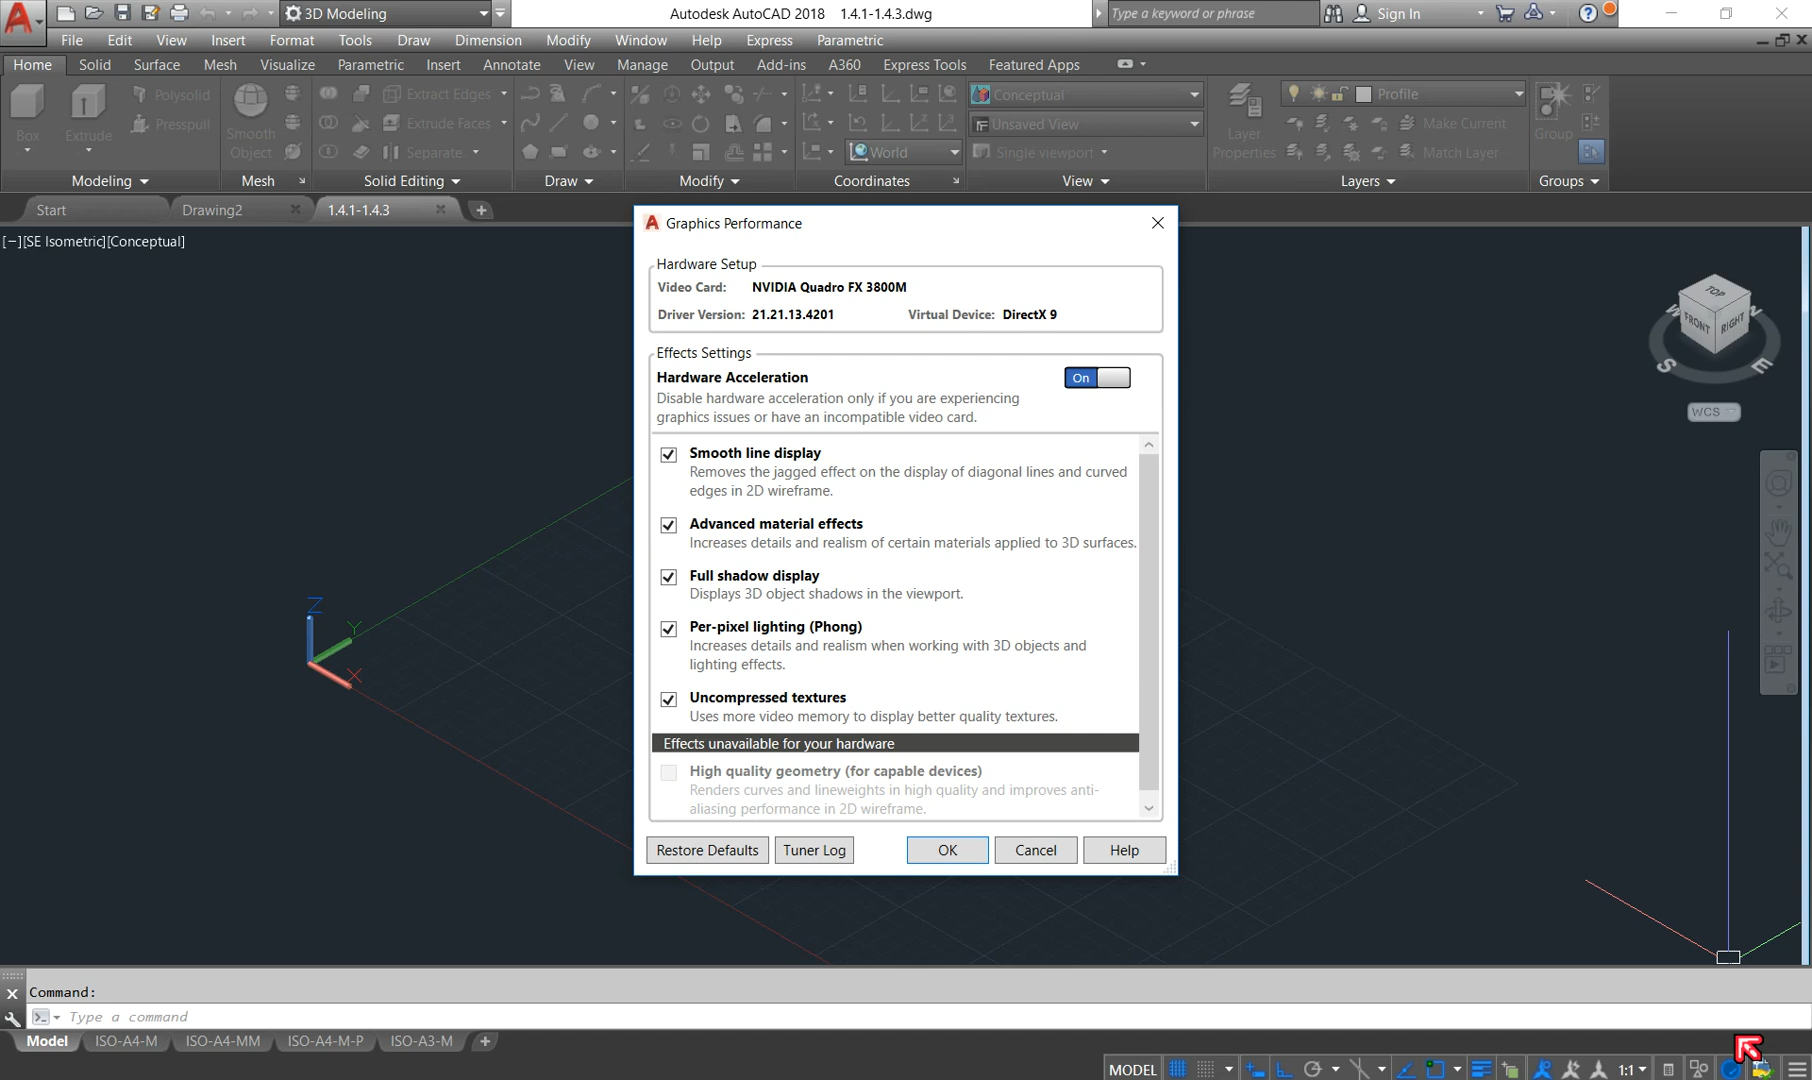 3D Modeling
Autodesk AutoCAD 2018 1.4.1-1.4.3.dwg
Type a keyword or phrase
Sign In
File Edit View Insert Format Tools Draw Dimension Modify Window Help Express Parametric
Home Solid Surface Mesh Visualize Parametric Insert Annotate View Manage Output Add-ins A360 Express Tools Featured Apps
Polysolid Extract Edges Conceptual Profile
Box Extrude Presspull Smooth Object Extrude Faces Unsaved View Layer Properties Make Current Group
Separate World Single viewport Match Layer
Modeling Mesh Solid Editing Draw Modify Coordinates View Layers Groups
Start Drawing2 1.4.1-1.4.3
[−][SE Isometric][Conceptual]
Graphics Performance
Hardware Setup
Video Card: NVIDIA Quadro FX 3800M
Driver Version: 21.21.13.4201 Virtual Device: DirectX 9
Effects Settings
Hardware Acceleration On
Disable hardware acceleration only if you are experiencing
graphics issues or have an incompatible video card.
Smooth line display
Removes the jagged effect on the display of diagonal lines and curved
edges in 2D wireframe.
Advanced material effects
Increases details and realism of certain materials applied to 3D surfaces.
Full shadow display
Displays 3D object shadows in the viewport.
Per-pixel lighting (Phong)
Increases details and realism when working with 3D objects and
lighting effects.
Uncompressed textures
Uses more video memory to display better quality textures.
Effects unavailable for your hardware
High quality geometry (for capable devices)
Renders curves and lineweights in high quality and improves anti-
aliasing performance in 2D wireframe.
Restore Defaults Tuner Log OK Cancel Help
TOP
W N
FRONT RIGHT
S E
WCS
Z
Y
X
Command:
Type a command
Model ISO-A4-M ISO-A4-MM ISO-A4-M-P ISO-A3-M
MODEL 1:1